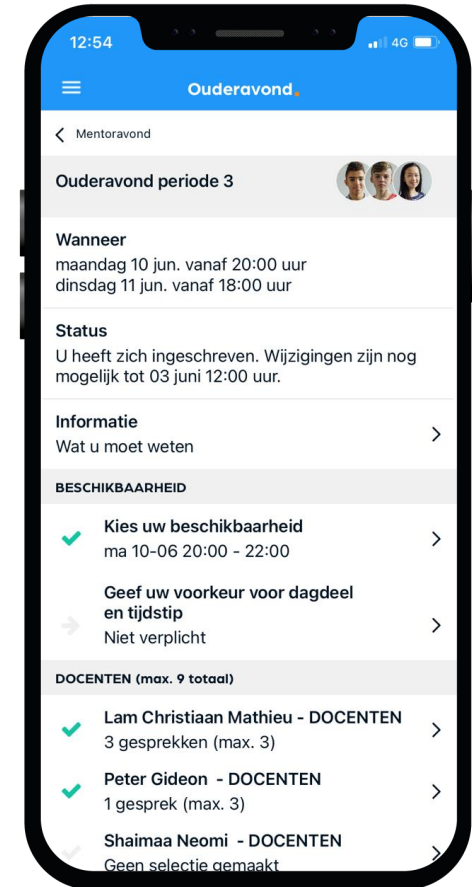 12:54
4G
Ouderavond.
Mentoravond
Ouderavond periode 3
Wanneer
maandag 10 jun. vanaf 20:00 uur
dinsdag 11 jun. vanaf 18:00 uur
Status
U heeft zich ingeschreven. Wijzigingen zijn nog
mogelijk tot 03 juni 12:00 uur.
Informatie
Wat u moet weten
BESCHIKBAARHEID
Kies uw beschikbaarheid
ma 10-06 20:00 - 22:00
Geef uw voorkeur voor dagdeel
en tijdstip
Niet verplicht
DOCENTEN (max. 9 totaal)
Lam Christiaan Mathieu - DOCENTEN
3 gesprekken (max. 3)
Peter Gideon - DOCENTEN
1 gesprek (max. 3)
Shaimaa Neomi - DOCENTEN
Geen selectie gemaakt